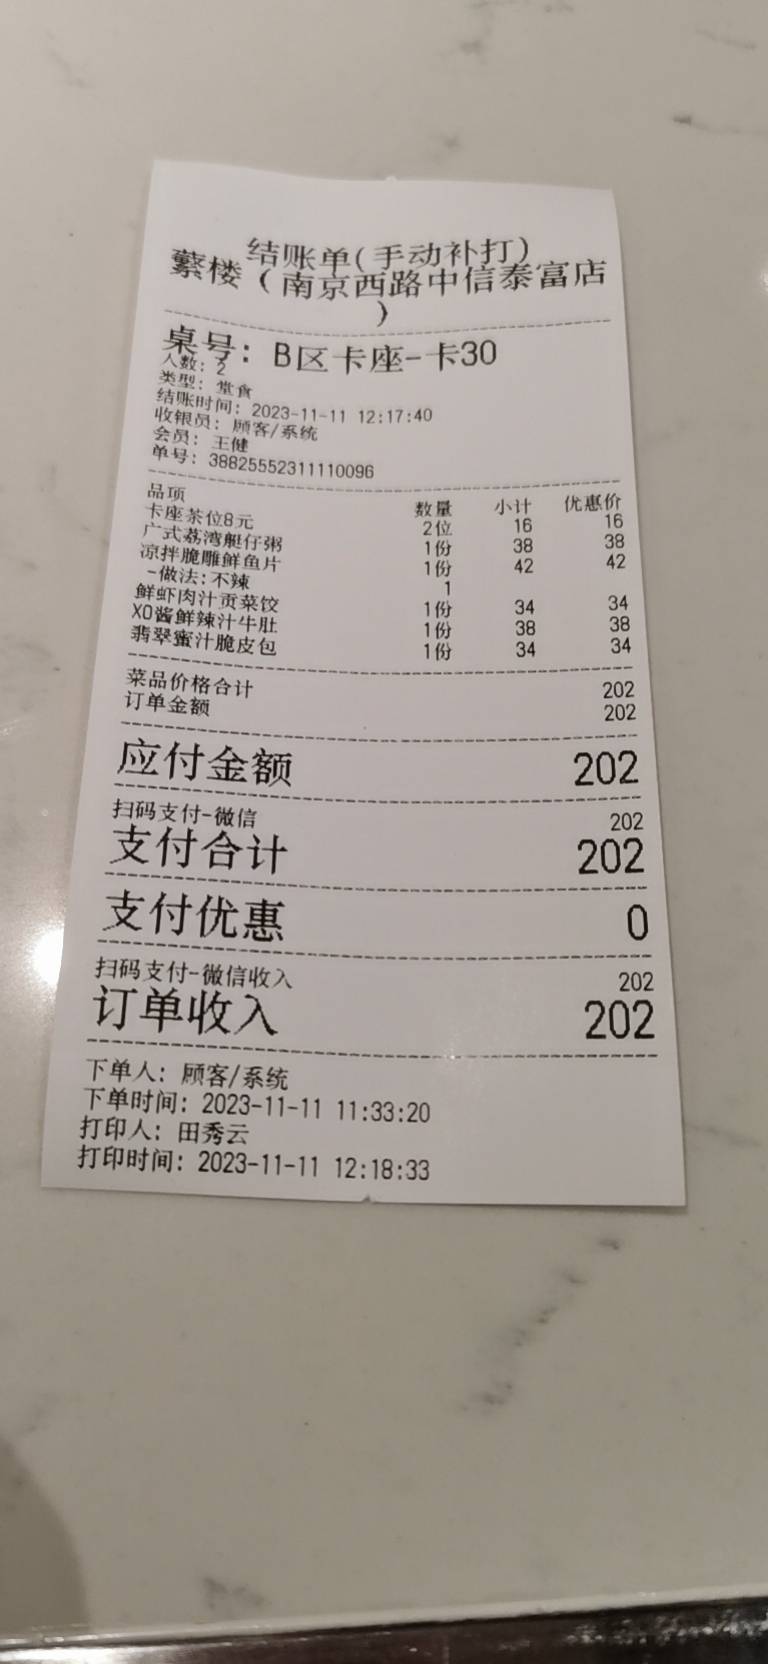 结账单(手动补打)
蘩楼（南京西路中信泰富店
）
桌号: B区卡座-卡30
人数: 2
类型: 堂食
结账时间: 2023-11-11 12:17:40
收银员: 顾客/系统
会员: 王健
单号: 38825552311110096
品项 数量 小计 优惠价
卡座茶位8元 2位 16 16
广式荔湾艇仔粥 1份 38 38
凉拌脆雕鲜鱼片 1份 42 42
-做法:不辣 1
鲜虾肉汁贡菜饺 1份 34 34
XO酱鲜辣汁牛肚 1份 38 38
翡翠蜜汁脆皮包 1份 34 34
菜品价格合计 202
订单金额 202
应付金额 202
扫码支付-微信 202
支付合计 202
支付优惠 0
扫码支付-微信收入 202
订单收入 202
下单人: 顾客/系统
下单时间: 2023-11-11 11:33:20
打印人: 田秀云
打印时间: 2023-11-11 12:18:33